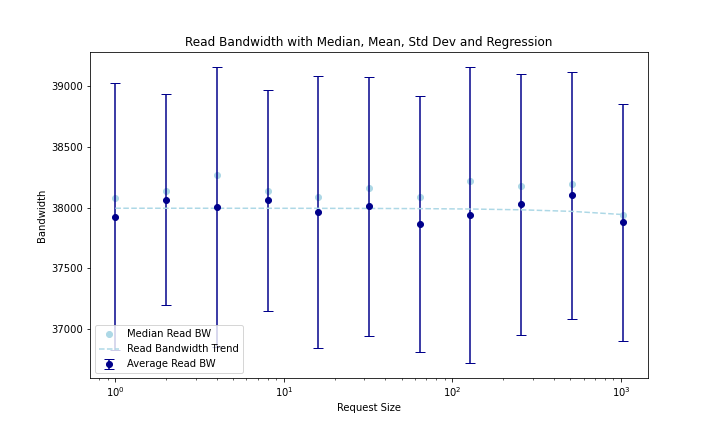 Read Bandwidth with Median, Mean, Std Dev and Regression
Bandwidth
39000
38500
38000
37500
37000
Median Read BW
Read Bandwidth Trend
Average Read BW
10⁰ 10¹ 10² 10³
Request Size